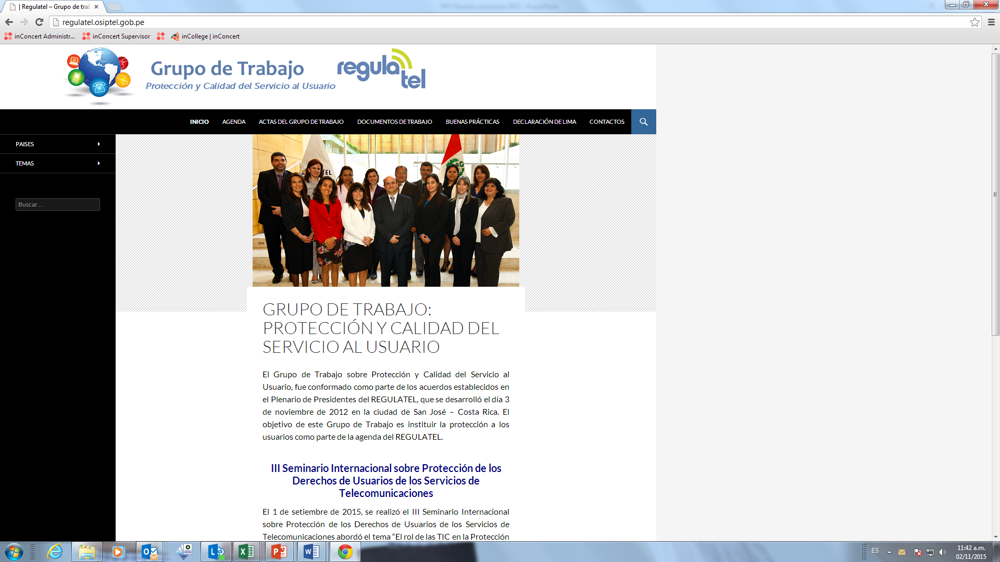 | Regulatel – Grupo de tra
regulatel.osiptel.gob.pe
inConcert Administr...
inConcert Supervisor
inCollege | inConcert
Grupo de Trabajo
Protección y Calidad del Servicio al Usuario
regulatel
INICIO
AGENDA
ACTAS DEL GRUPO DE TRABAJO
DOCUMENTOS DE TRABAJO
BUENAS PRÁCTICAS
DECLARACIÓN DE LIMA
CONTACTOS
PAISES
TEMAS
Buscar ...
GRUPO DE TRABAJO:
PROTECCIÓN Y CALIDAD DEL
SERVICIO AL USUARIO
El Grupo de Trabajo sobre Protección y Calidad del Servicio al
Usuario, fue conformado como parte de los acuerdos establecidos en
el Plenario de Presidentes del REGULATEL, que se desarrolló el día 3
de noviembre de 2012 en la ciudad de San José – Costa Rica. El
objetivo de este Grupo de Trabajo es instituir la protección a los
usuarios como parte de la agenda del REGULATEL.
III Seminario Internacional sobre Protección de los
Derechos de Usuarios de los Servicios de
Telecomunicaciones
El 1 de setiembre de 2015, se realizó el III Seminario Internacional
sobre Protección de los Derechos de Usuarios de los Servicios de
Telecomunicaciones abordó el tema “El rol de las TIC en la Protección
ES
11:42 a.m.
02/11/2015